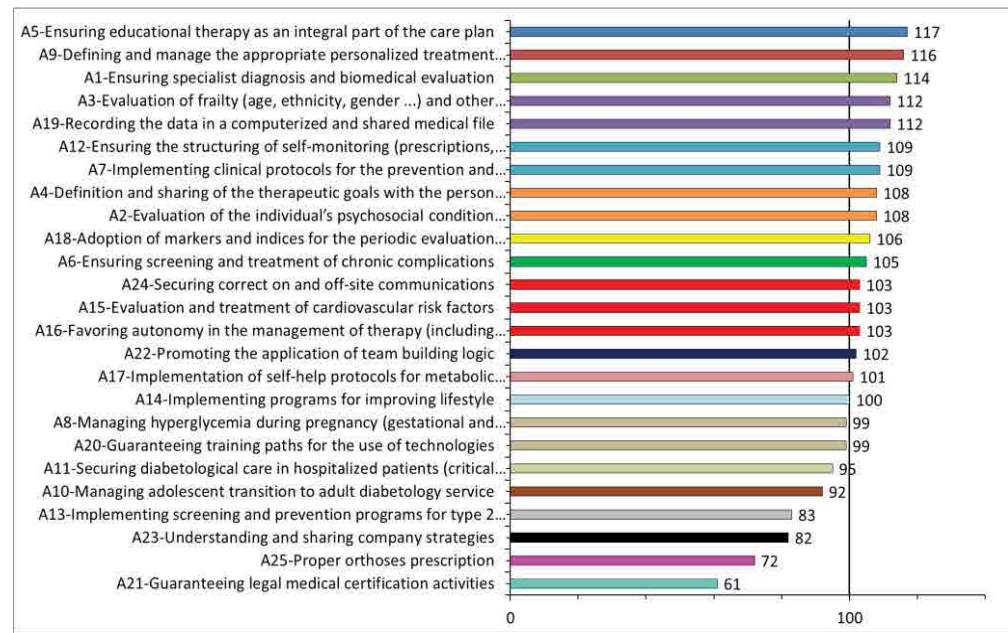 A5-Ensuring educational therapy as an integral part of the care plan 117
A9-Defining and manage the appropriate personalized treatment... 116
A1-Ensuring specialist diagnosis and biomedical evaluation 114
A3-Evaluation of frailty (age, ethnicity, gender ...) and other... 112
A19-Recording the data in a computerized and shared medical file 112
A12-Ensuring the structuring of self-monitoring (prescriptions,... 109
A7-Implementing clinical protocols for the prevention and... 109
A4-Definition and sharing of the therapeutic goals with the person... 108
A2-Evaluation of the individual’s psychosocial condition... 108
A18-Adoption of markers and indices for the periodic evaluation... 106
A6-Ensuring screening and treatment of chronic complications 105
A24-Securing correct on and off-site communications 103
A15-Evaluation and treatment of cardiovascular risk factors 103
A16-Favoring autonomy in the management of therapy (including... 103
A22-Promoting the application of team building logic 102
A17-Implementation of self-help protocols for metabolic... 101
A14-Implementing programs for improving lifestyle 100
A8-Managing hyperglycemia during pregnancy (gestational and... 99
A20-Guaranteeing training paths for the use of technologies 99
A11-Securing diabetological care in hospitalized patients (critical... 95
A10-Managing adolescent transition to adult diabetology service 92
A13-Implementing screening and prevention programs for type 2... 83
A23-Understanding and sharing company strategies 82
A25-Proper orthoses prescription 72
A21-Guaranteeing legal medical certification activities 61
0 100